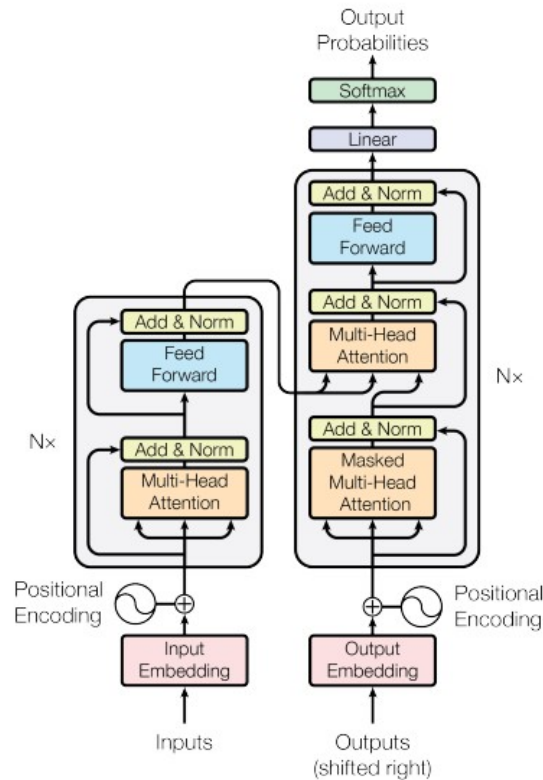 Output
Probabilities
Softmax
Linear
Add & Norm
Feed
Forward
Add & Norm
Multi-Head
Attention
Nx
Add & Norm
Masked
Multi-Head
Attention
Add & Norm
Feed
Forward
Nx
Add & Norm
Multi-Head
Attention
Positional
Encoding
Positional
Encoding
Input
Embedding
Output
Embedding
Inputs
Outputs
(shifted right)